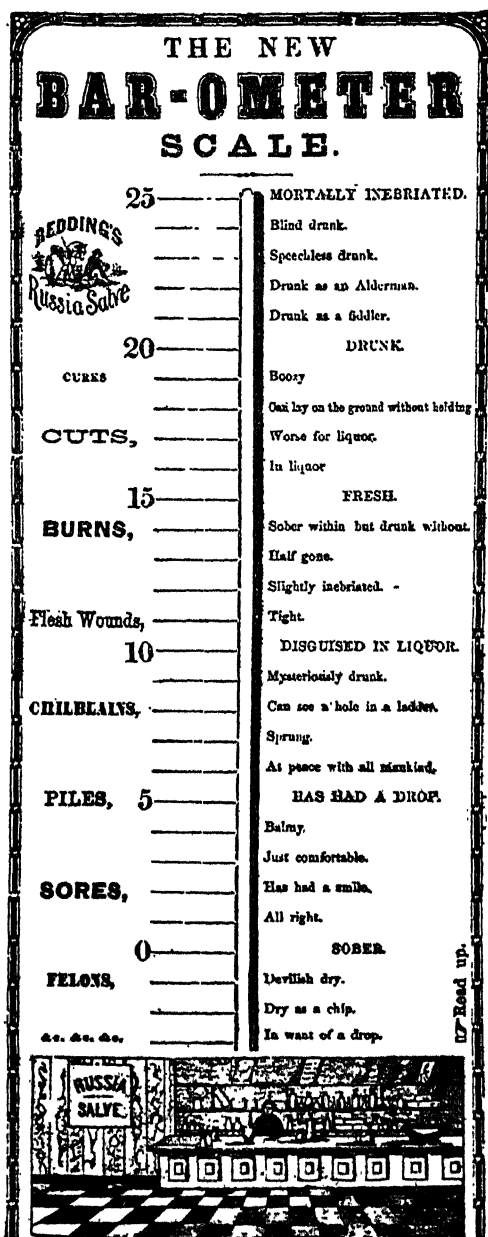 THE NEW
BAR-OMETER
SCALE.
25 MORTALLY INEBRIATED.
REDDING'S
Russia Salve
Blind drunk.
Speechless drunk.
Drunk as an Alderman.
Drunk as a fiddler.
20 DRUNK.
CURES Boozy
Can lay on the ground without holding
CUTS, Worse for liquor.
In liquor
15 FRESH.
BURNS, Sober within but drunk without.
Half gone.
Slightly inebriated. -
Flesh Wounds, Tight.
10 DISGUISED IN LIQUOR.
Mysteriously drunk.
CHILBLAINS, Can see a hole in a ladder.
Sprung.
At peace with all mankind.
PILES, 5 HAS HAD A DROP.
Balmy.
Just comfortable.
SORES, Has had a smile.
All right.
0 SOBER.
FELONS, Devilish dry.
Dry as a chip.
&c. &c. &c. In want of a drop.
☞Read up.
RUSSIA
SALVE